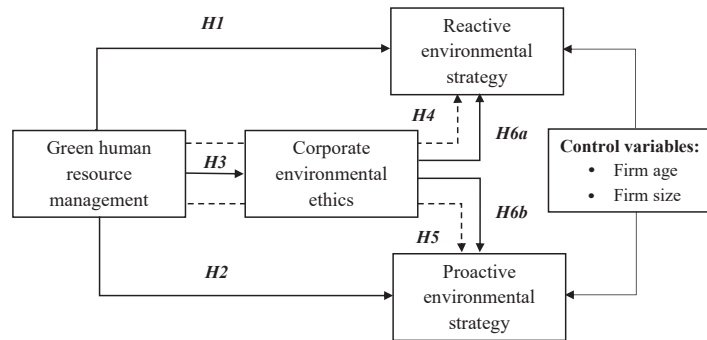 H1
Reactive
environmental
strategy
H4
H6a
Green human
resource
management
H3
Corporate
environmental
ethics
Control variables:
• Firm age
• Firm size
H6b
H5
H2
Proactive
environmental
strategy